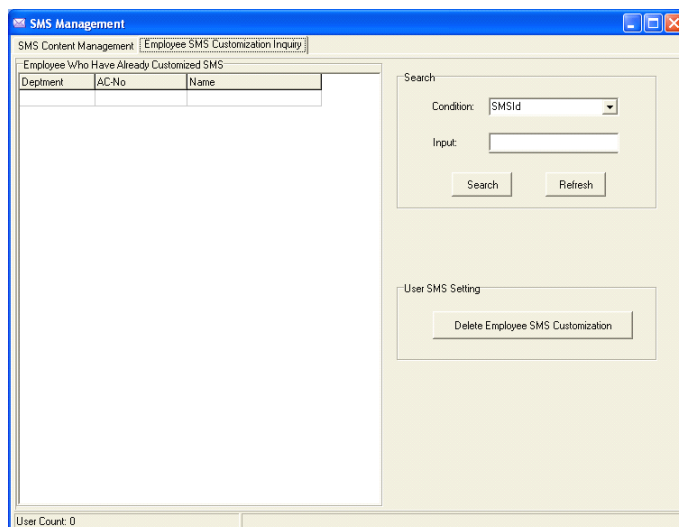 SMS Management
SMS Content Management Employee SMS Customization Inquiry
Employee Who Have Already Customized SMS
Deptment AC-No Name
Search
Condition: SMSId
Input:
Search Refresh
User SMS Setting
Delete Employee SMS Customization
User Count: 0